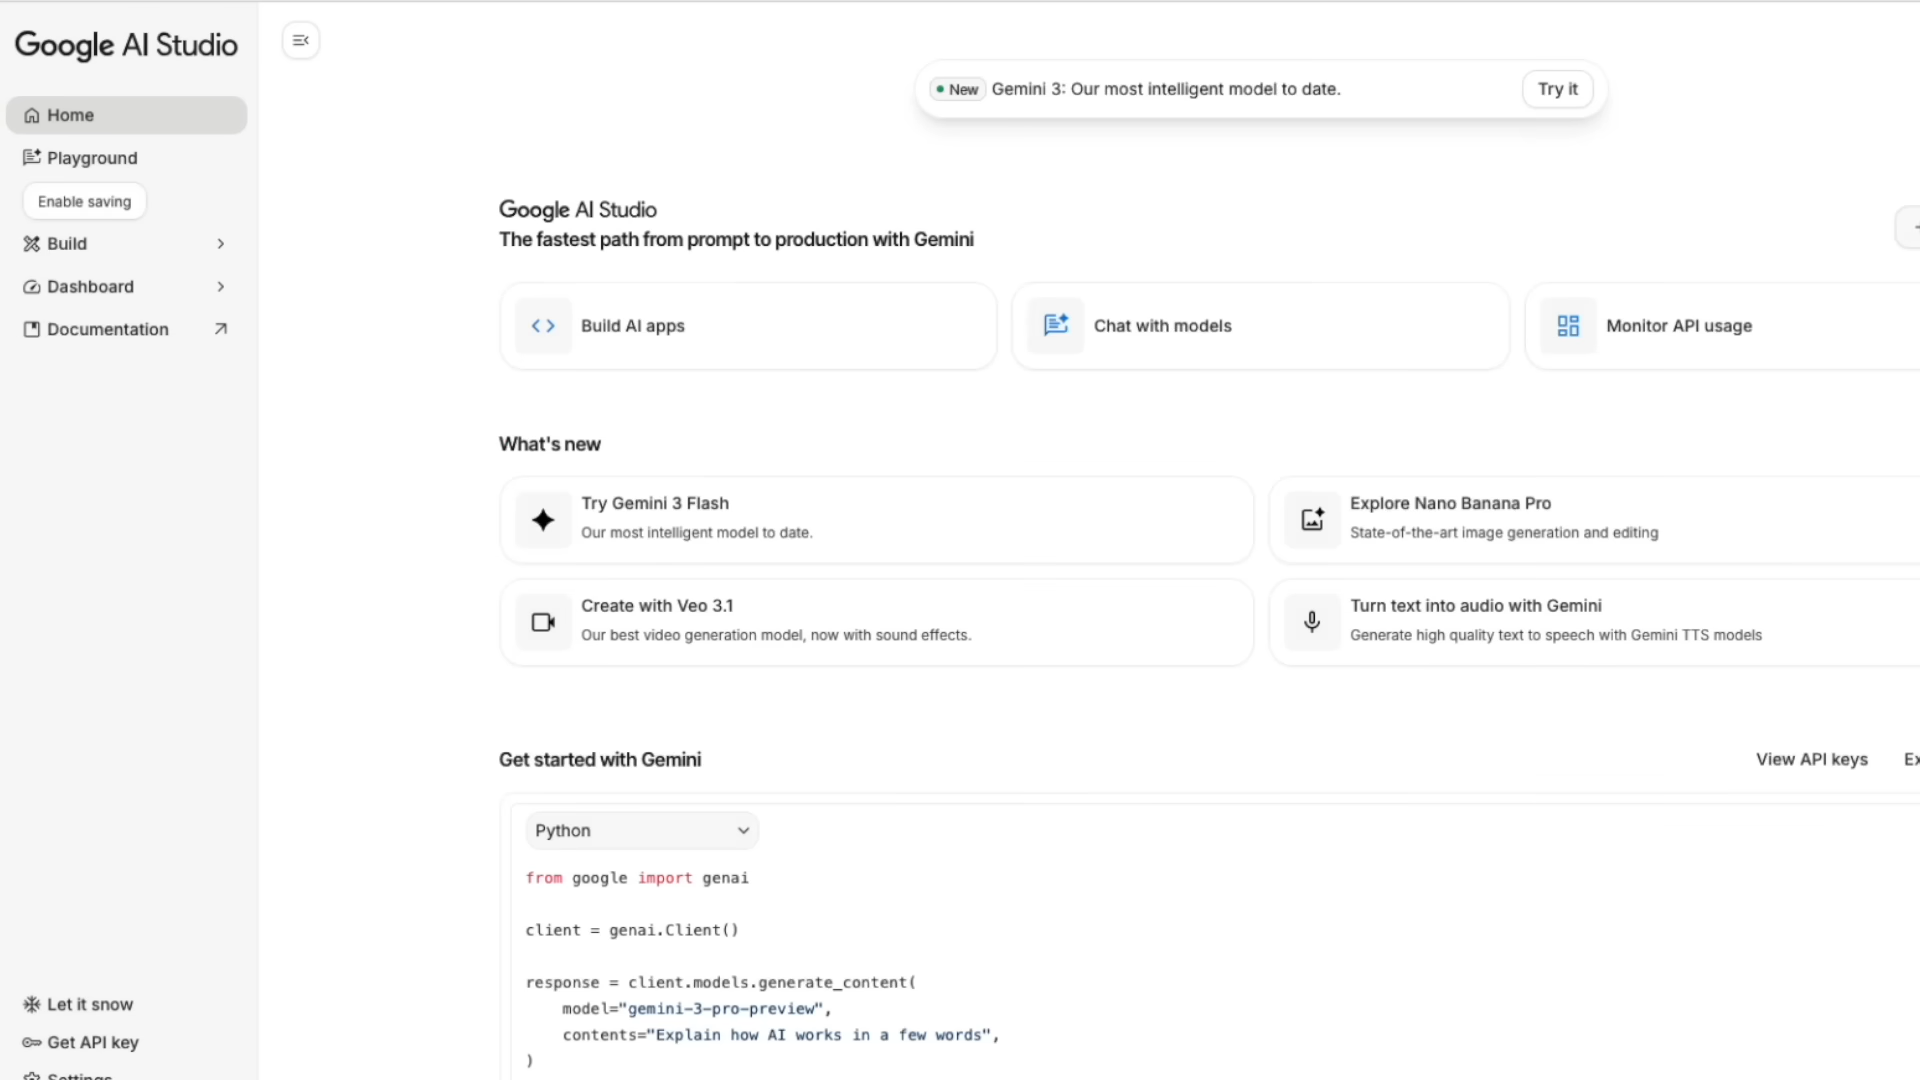 Google AI Studio
Home
Playground
Enable saving
Build
Dashboard
Documentation
Let it snow
Get API key
Settings
New Gemini 3: Our most intelligent model to date. Try it
Google AI Studio
The fastest path from prompt to production with Gemini
Build AI apps
Chat with models
Monitor API usage
What's new
Try Gemini 3 Flash
Our most intelligent model to date.
Explore Nano Banana Pro
State-of-the-art image generation and editing
Create with Veo 3.1
Our best video generation model, now with sound effects.
Turn text into audio with Gemini
Generate high quality text to speech with Gemini TTS models
Get started with Gemini
View API keys
Python
from google import genai
client = genai.Client()
response = client.models.generate_content(
    model="gemini-3-pro-preview",
    contents="Explain how AI works in a few words",
)